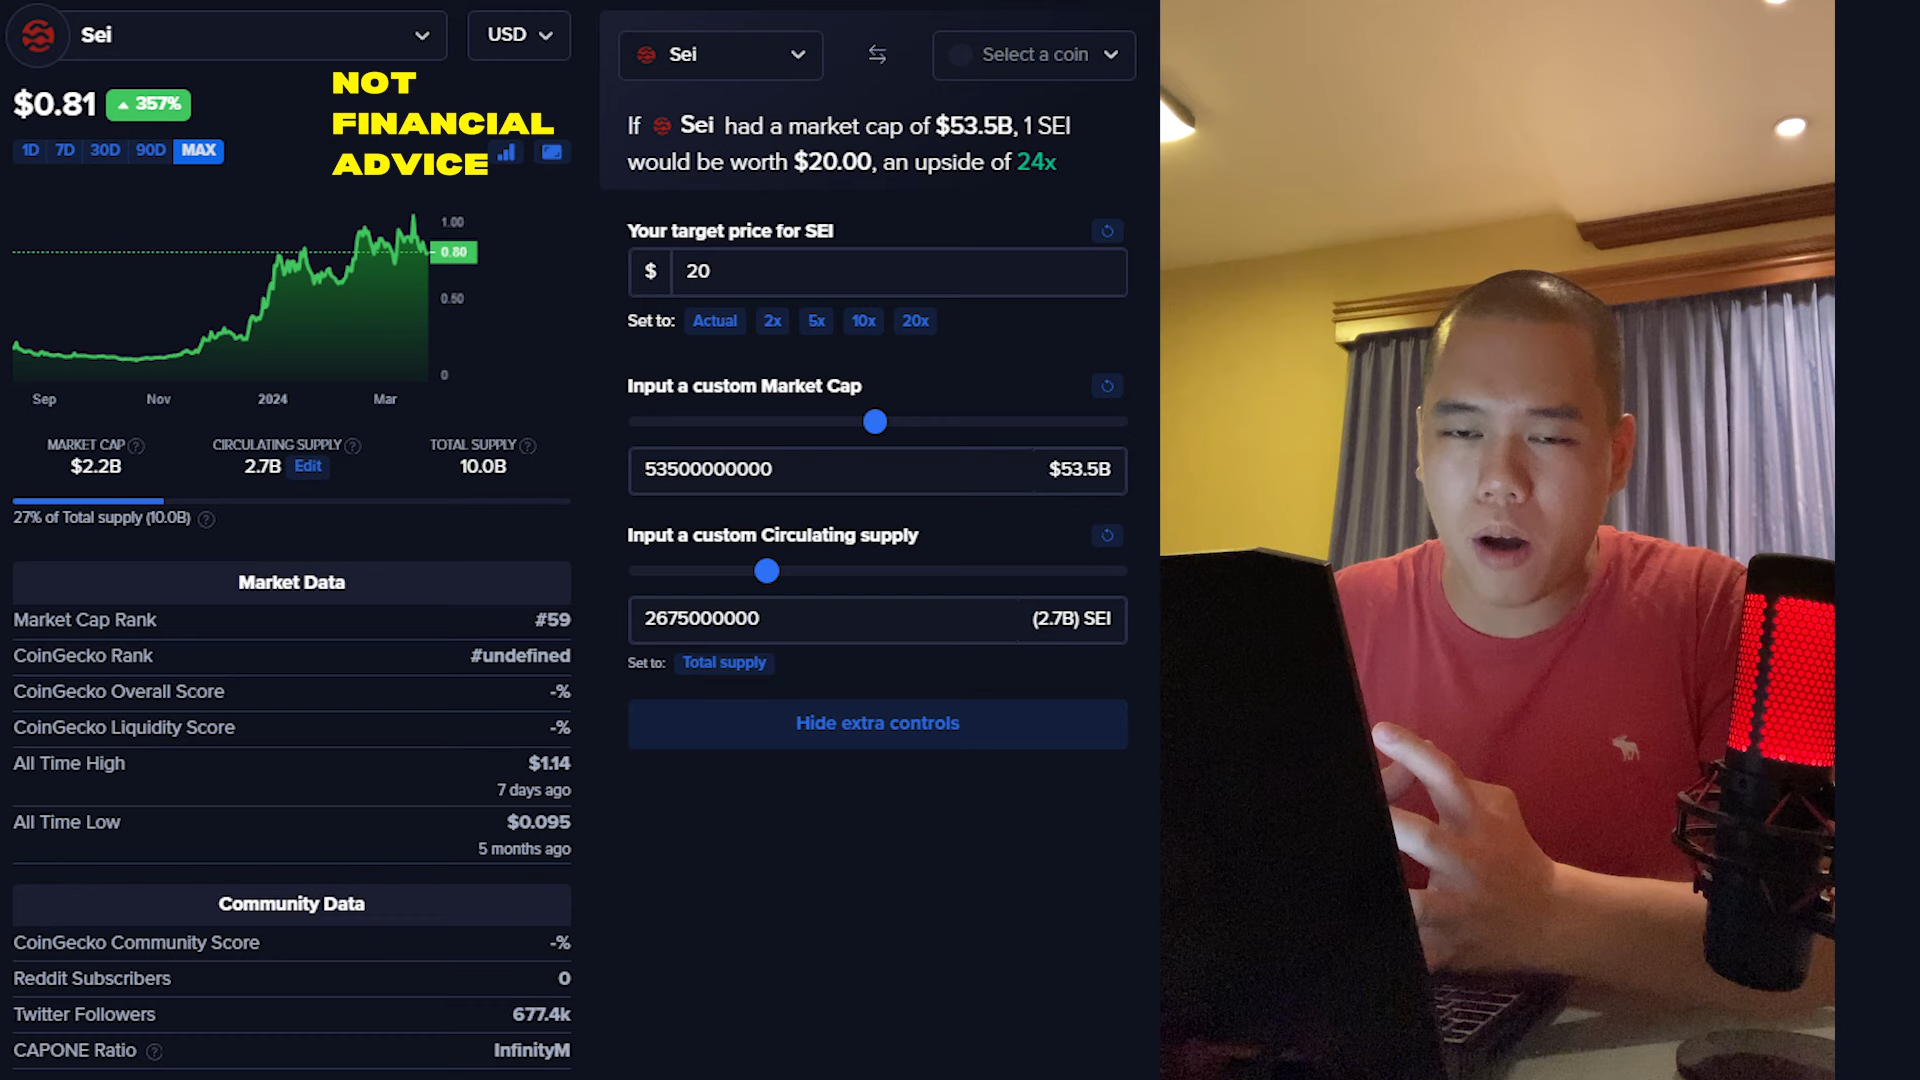 Sei
USD
$0.81
357%
NOT
FINANCIAL
ADVICE
1D 7D 30D 90D MAX
1.00
0.80
0.50
0
Sep Nov 2024 Mar
MARKET CAP ?
$2.2B
CIRCULATING SUPPLY ?
2.7B Edit
TOTAL SUPPLY ?
10.0B
27% of Total supply (10.0B) ?
Market Data
Market Cap Rank #59
CoinGecko Rank #undefined
CoinGecko Overall Score -%
CoinGecko Liquidity Score -%
All Time High $1.14
7 days ago
All Time Low $0.095
5 months ago
Community Data
CoinGecko Community Score -%
Reddit Subscribers 0
Twitter Followers 677.4k
CAPONE Ratio ? InfinityM
Sei
Select a coin
If Sei had a market cap of $53.5B, 1 SEI
would be worth $20.00, an upside of 24x
Your target price for SEI
$ 20
Set to: Actual 2x 5x 10x 20x
Input a custom Market Cap
53500000000 $53.5B
Input a custom Circulating supply
2675000000 (2.7B) SEI
Set to: Total supply
Hide extra controls